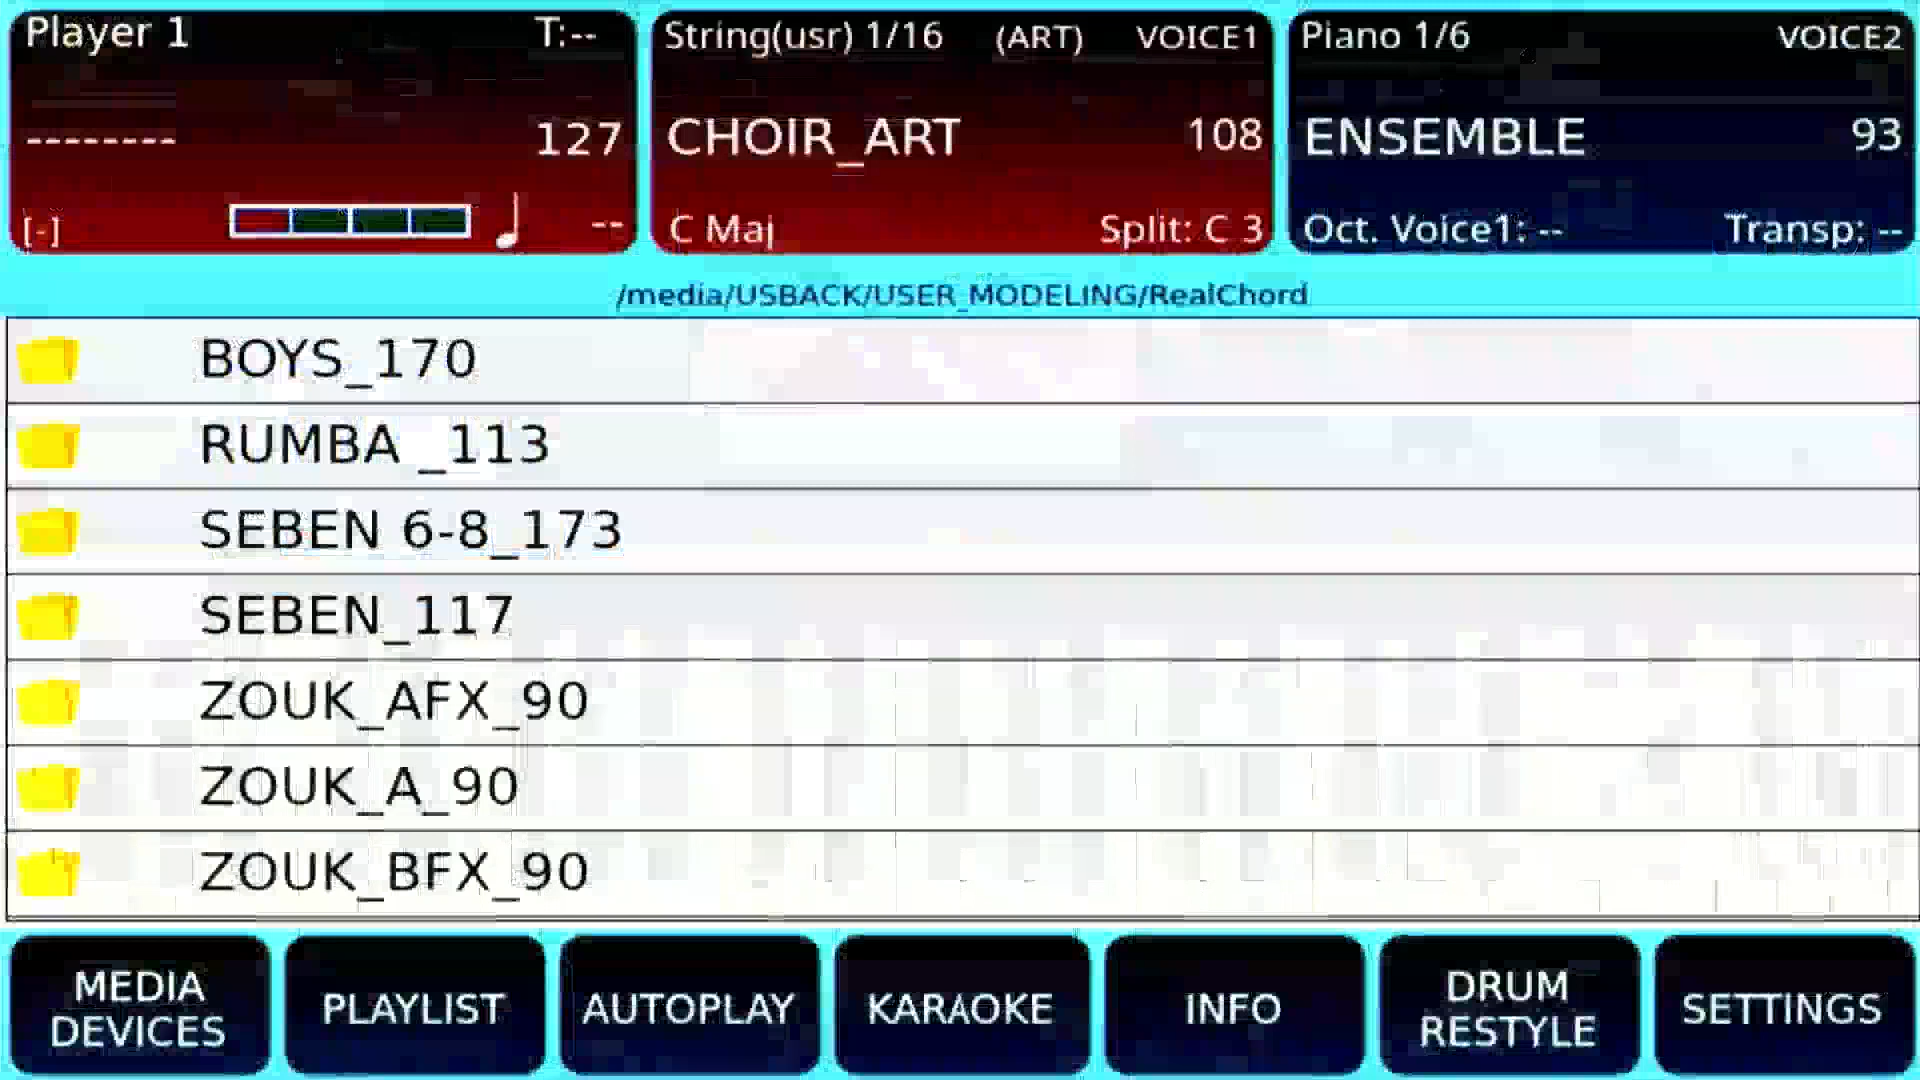 Player 1 T:--
-------- 127
[-] --
String(usr) 1/16 (ART) VOICE1
CHOIR_ART 108
C Maj Split: C 3
Piano 1/6 VOICE2
ENSEMBLE 93
Oct. Voice1: -- Transp: --
/media/USBACK/USER_MODELING/RealChord
BOYS_170
RUMBA _113
SEBEN 6-8_173
SEBEN_117
ZOUK_AFX_90
ZOUK_A_90
ZOUK_BFX_90
MEDIA
DEVICES
PLAYLIST
AUTOPLAY
KARAOKE
INFO
DRUM
RESTYLE
SETTINGS